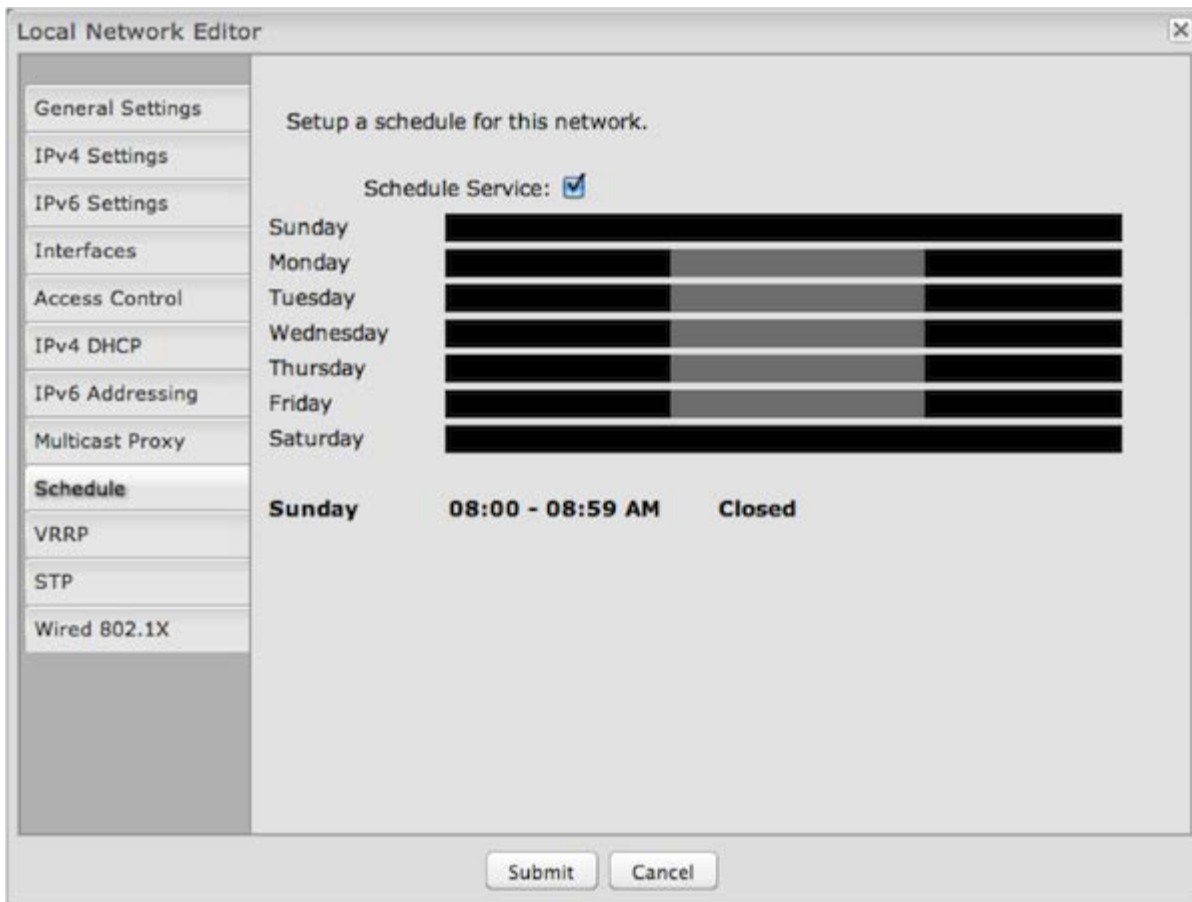 Local Network Editor
General Settings
IPv4 Settings
IPv6 Settings
Interfaces
Access Control
IPv4 DHCP
IPv6 Addressing
Multicast Proxy
Schedule
VRRP
STP
Wired 802.1X
Setup a schedule for this network.
Schedule Service:
Sunday
Monday
Tuesday
Wednesday
Thursday
Friday
Saturday
Sunday 08:00 - 08:59 AM Closed
Submit Cancel